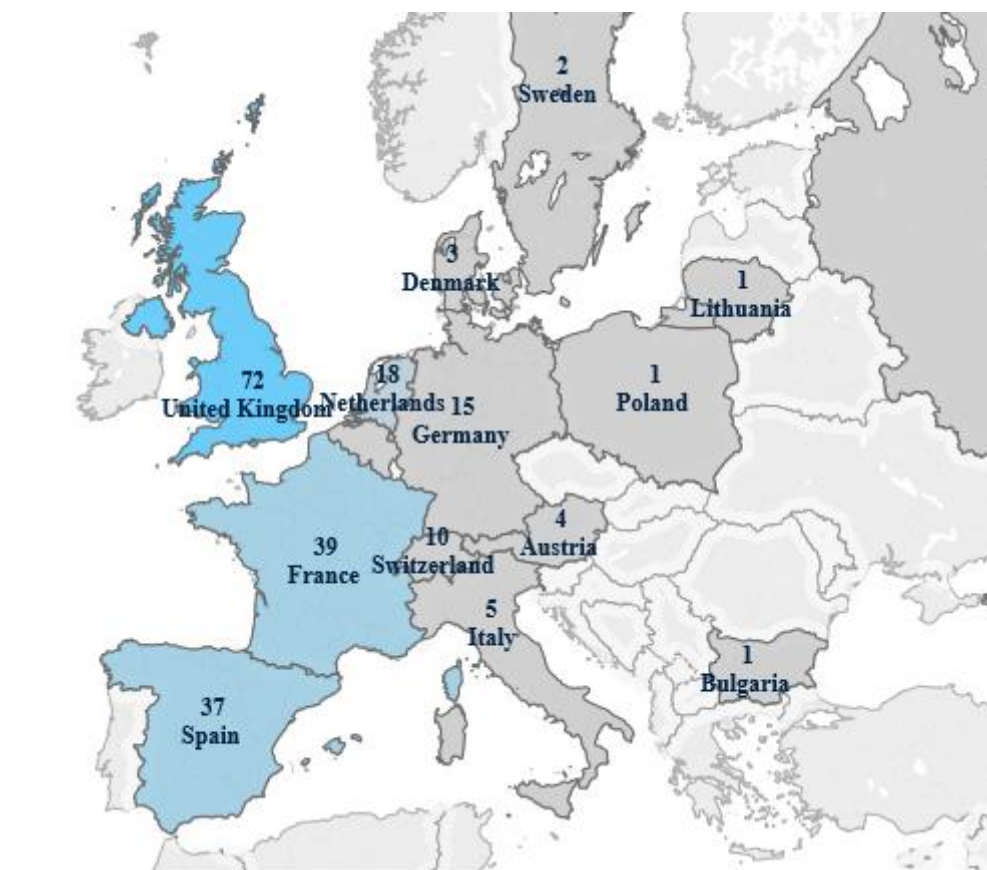 2
Sweden
3
Denmark
1
Lithuania
72
United Kingdom
18
Netherlands
15
Germany
1
Poland
39
France
10
Switzerland
4
Austria
5
Italy
1
Bulgaria
37
Spain